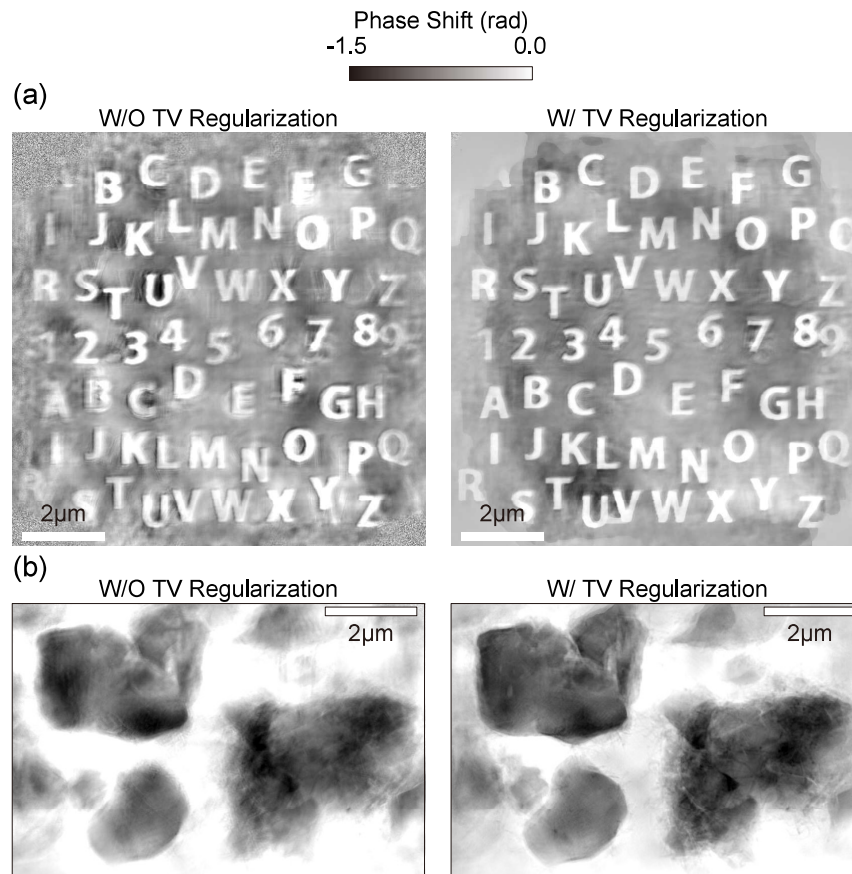 Phase Shift (rad)
-1.5 0.0
(a)
W/O TV Regularization
B C D E F G
I J K L M N O P Q
R S T U V W X Y Z
1 2 3 4 5 6 7 8 9
A B C D E F G H
I J K L M N O P Q
R S T U V W X Y Z
2μm
W/ TV Regularization
B C D E F G
I J K L M N O P Q
R S T U V W X Y Z
1 2 3 4 5 6 7 8 9
A B C D E F G H
I J K L M N O P Q
R S T U V W X Y Z
2μm
(b)
W/O TV Regularization
2μm
W/ TV Regularization
2μm